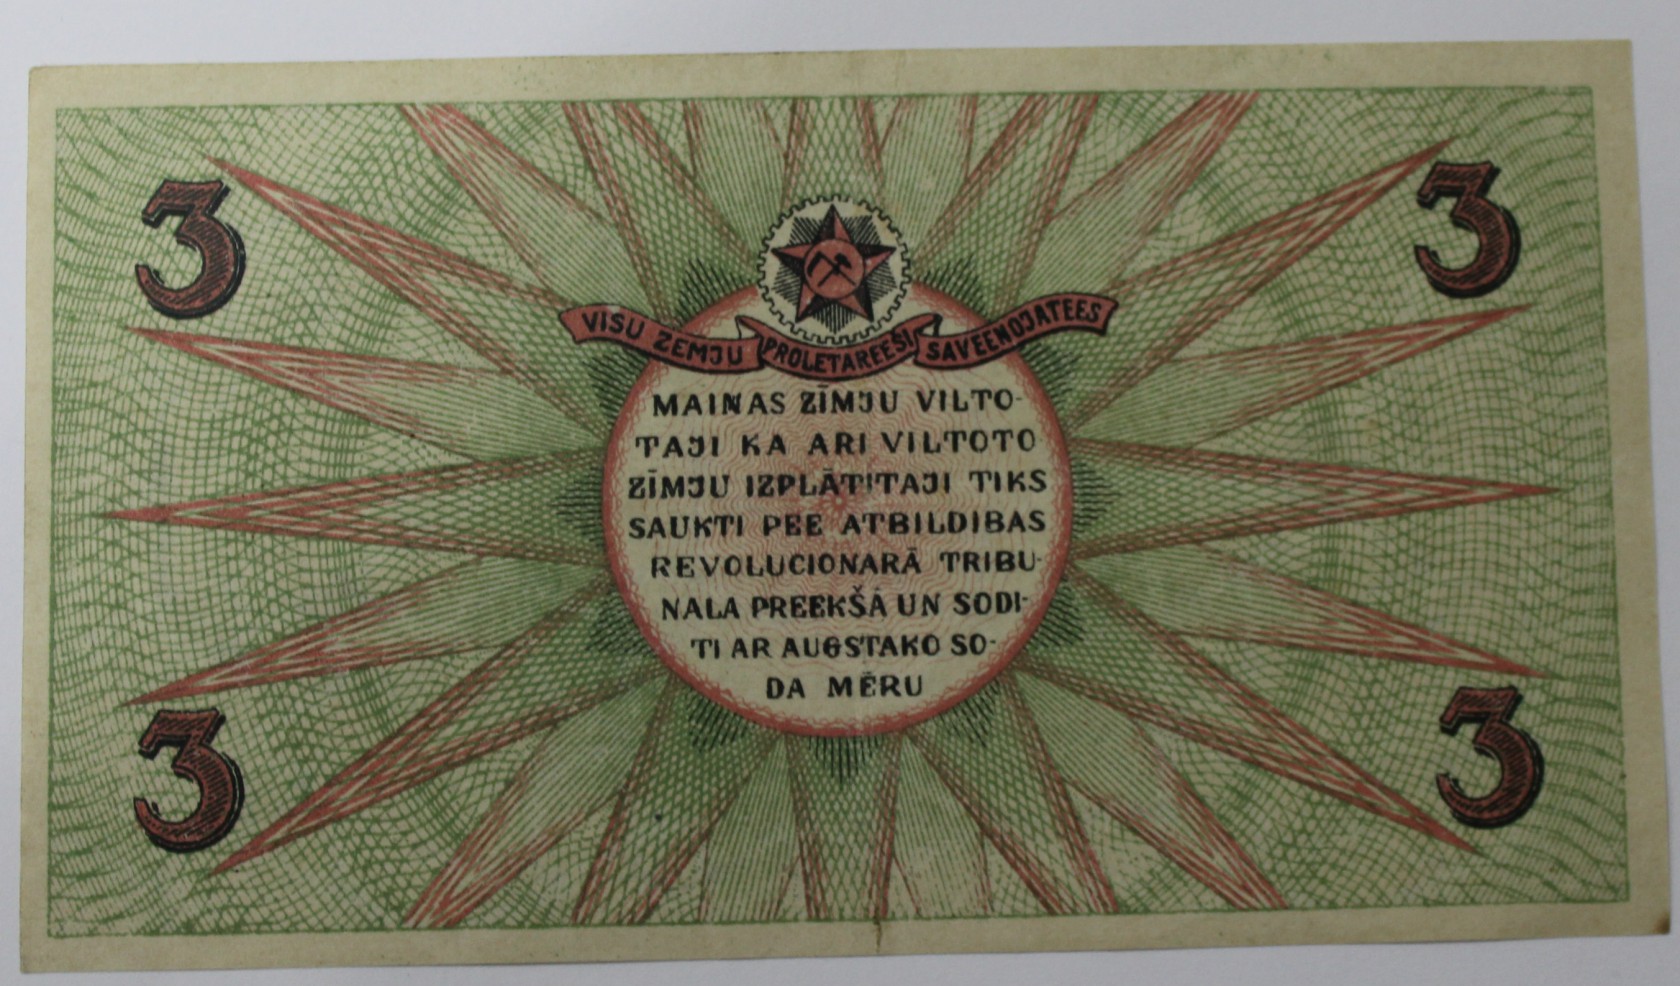 3 3
VISU ZEMJU PROLETAREEŠI SAVEENOJATEES
MAIŅAS ZĪMJU VILTO-
TAJI KA ARI VILTOTO
ZĪMJU IZPLĀTITAJI TIKS
SAUKTI PEE ATBILDIBAS
REVOLUCIONARĀ TRIBU-
NALA PREEKŠĀ UN SODI-
TI AR AUGSTAKO SO-
DA MĒRU
3 3